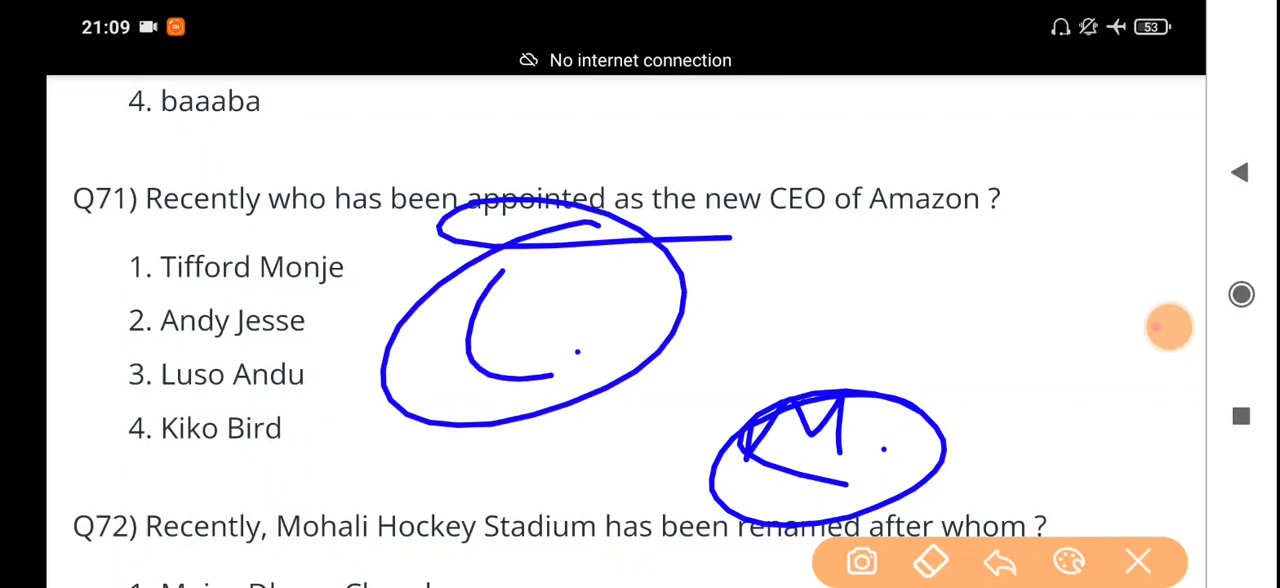 21:09
53
No internet connection
4. baaaba
Q71) Recently who has been appointed as the new CEO of Amazon ?
1. Tifford Monje
2. Andy Jesse
3. Luso Andu
4. Kiko Bird
C.
M.
Q72) Recently, Mohali Hockey Stadium has been renamed after whom ?
1.